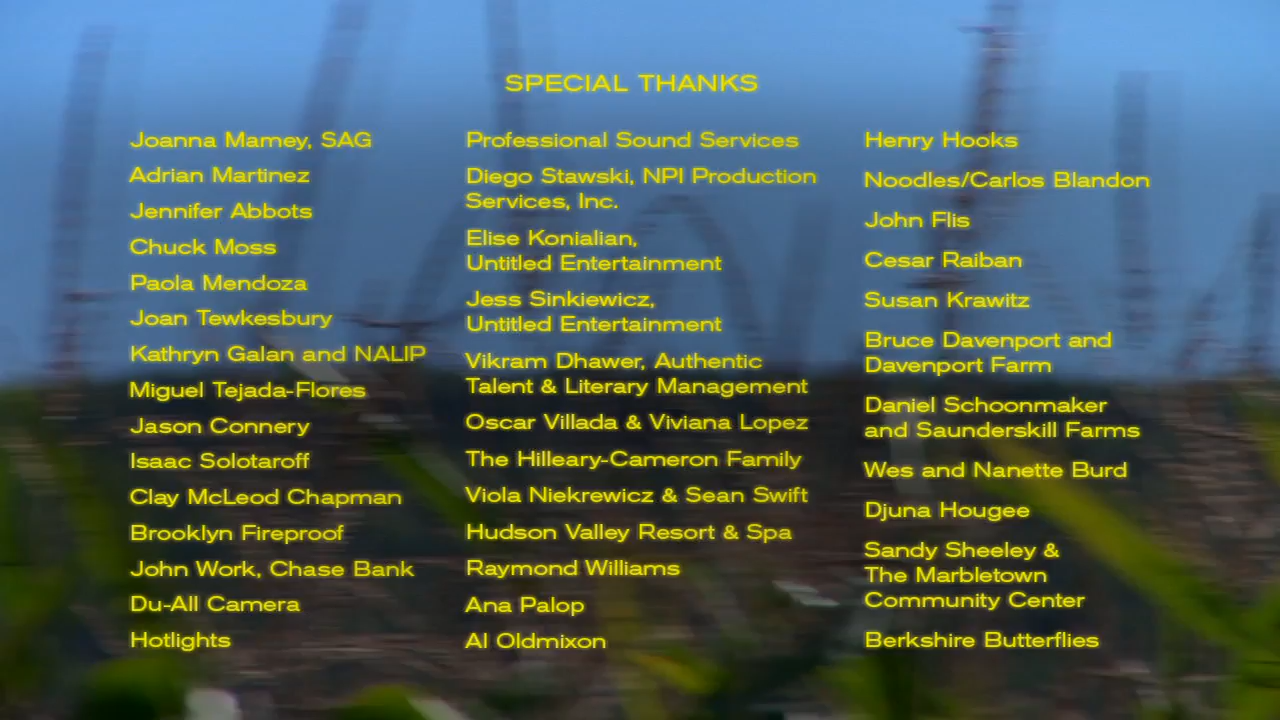 SPECIAL THANKS
Joanna Mamey, SAG
Adrian Martinez
Jennifer Abbots
Chuck Moss
Paola Mendoza
Joan Tewkesbury
Kathryn Galan and NALIP
Miguel Tejada-Flores
Jason Connery
Isaac Solotaroff
Clay McLeod Chapman
Brooklyn Fireproof
John Work, Chase Bank
Du-All Camera
Hotlights
Professional Sound Services
Diego Stawski, NPI Production
Services, Inc.
Elise Konialian,
Untitled Entertainment
Jess Sinkiewicz,
Untitled Entertainment
Vikram Dhawer, Authentic
Talent & Literary Management
Oscar Villada & Viviana Lopez
The Hilleary-Cameron Family
Viola Niekrewicz & Sean Swift
Hudson Valley Resort & Spa
Raymond Williams
Ana Palop
Al Oldmixon
Henry Hooks
Noodles/Carlos Blandon
John Flis
Cesar Raiban
Susan Krawitz
Bruce Davenport and
Davenport Farm
Daniel Schoonmaker
and Saunderskill Farms
Wes and Nanette Burd
Djuna Hougee
Sandy Sheeley &
The Marbletown
Community Center
Berkshire Butterflies